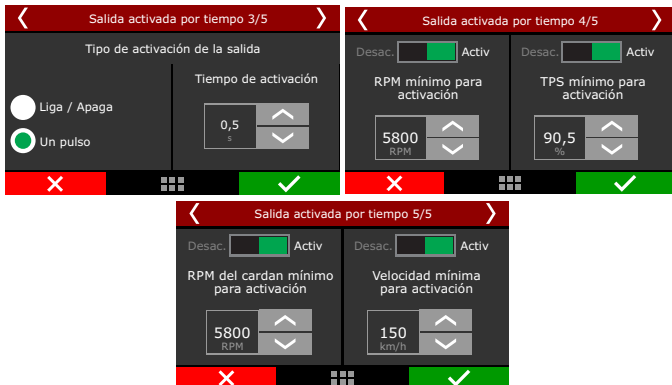 Salida activada por tiempo 3/5
Tipo de activación de la salida
Liga / Apaga
Un pulso
Tiempo de activación
0,5
s
Salida activada por tiempo 4/5
Desac.
Activ
RPM mínimo para
activación
5800
RPM
Desac.
Activ
TPS mínimo para
activación
90,5
%
Salida activada por tiempo 5/5
Desac.
Activ
RPM del cardan mínimo
para activación
5800
RPM
Desac.
Activ
Velocidad mínima
para activación
150
km/h